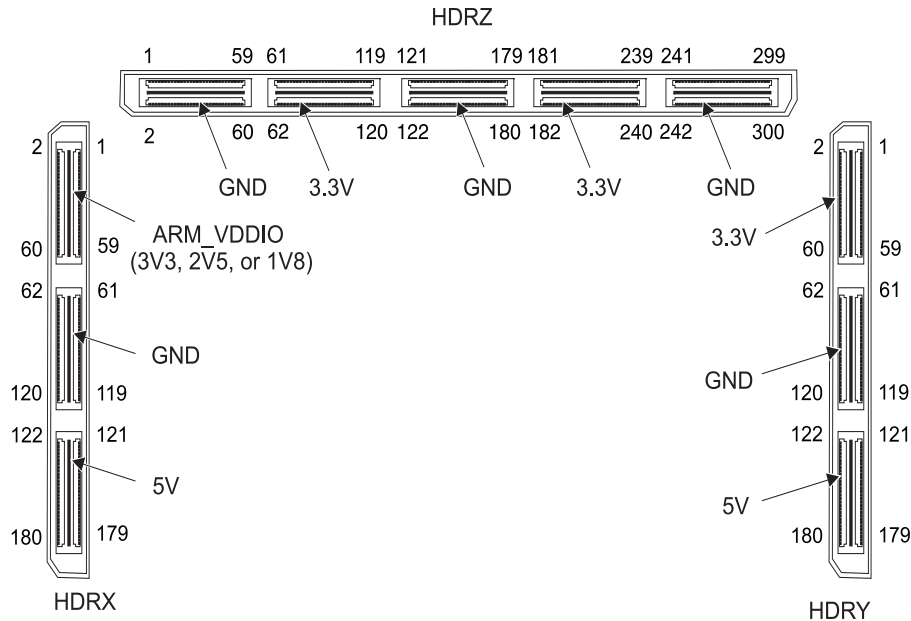 HDRZ
1 59 61 119 121 179 181 239 241 299
2 60 62 120 122 180 182 240 242 300
GND 3.3V GND 3.3V GND
2 1
ARM_VDDIO
(3V3, 2V5, or 1V8)
60 59
62 61
GND
120 119
122 121
5V
180 179
HDRX
2 1
3.3V
60 59
62 61
GND
120 119
122 121
5V
180 179
HDRY